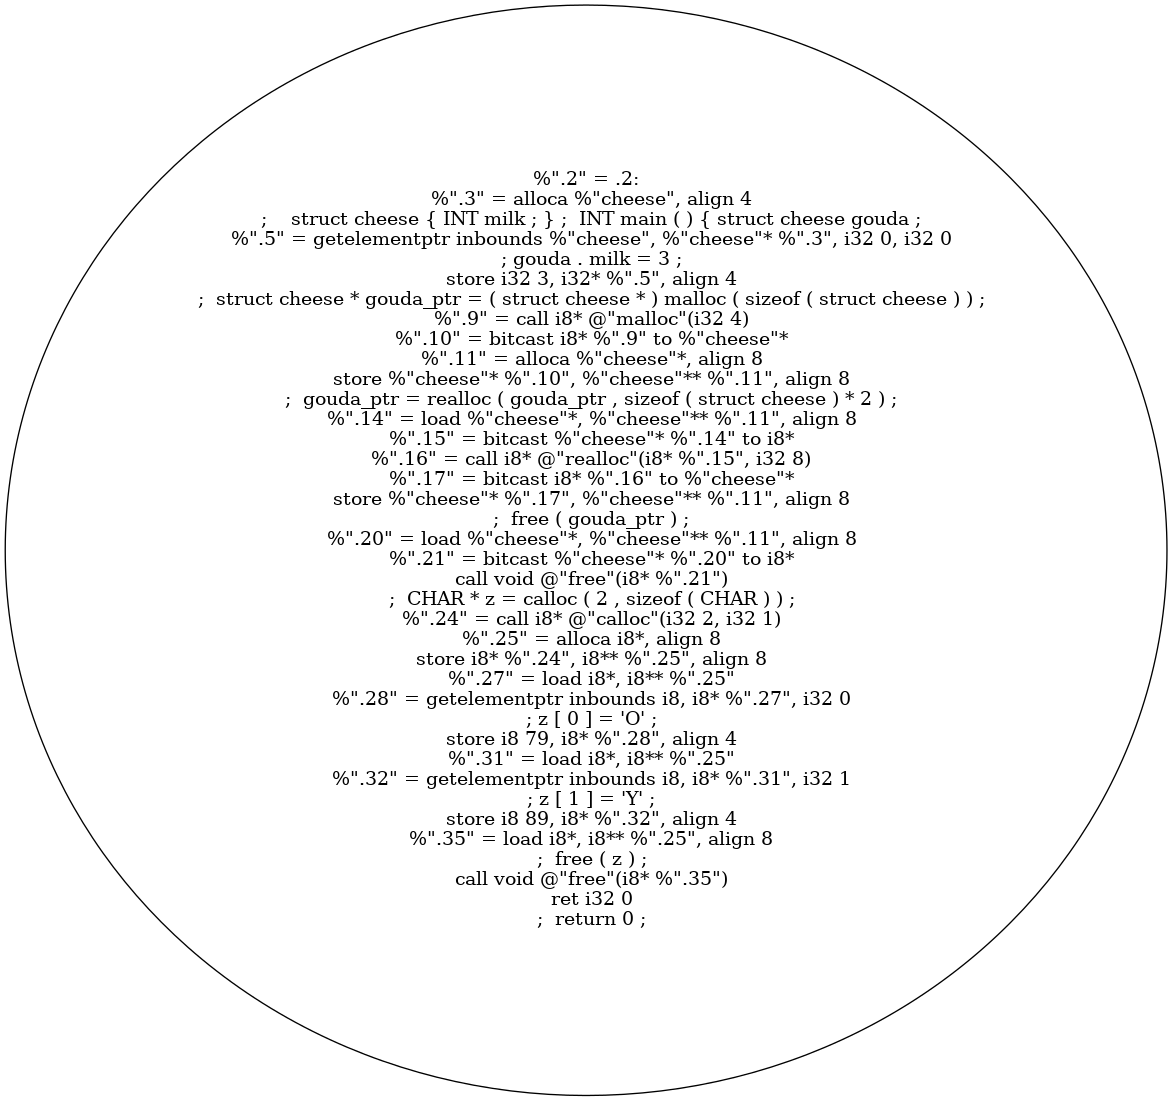 %".2" = .2:
%".3" = alloca %"cheese", align 4
;    struct cheese { INT milk ; } ;  INT main ( ) { struct cheese gouda ;
%".5" = getelementptr inbounds %"cheese", %"cheese"* %".3", i32 0, i32 0
; gouda . milk = 3 ;
store i32 3, i32* %".5", align 4
;  struct cheese * gouda_ptr = ( struct cheese * ) malloc ( sizeof ( struct cheese ) ) ;
%".9" = call i8* @"malloc"(i32 4)
%".10" = bitcast i8* %".9" to %"cheese"*
%".11" = alloca %"cheese"*, align 8
store %"cheese"* %".10", %"cheese"** %".11", align 8
;  gouda_ptr = realloc ( gouda_ptr , sizeof ( struct cheese ) * 2 ) ;
%".14" = load %"cheese"*, %"cheese"** %".11", align 8
%".15" = bitcast %"cheese"* %".14" to i8*
%".16" = call i8* @"realloc"(i8* %".15", i32 8)
%".17" = bitcast i8* %".16" to %"cheese"*
store %"cheese"* %".17", %"cheese"** %".11", align 8
;  free ( gouda_ptr ) ;
%".20" = load %"cheese"*, %"cheese"** %".11", align 8
%".21" = bitcast %"cheese"* %".20" to i8*
call void @"free"(i8* %".21")
;  CHAR * z = calloc ( 2 , sizeof ( CHAR ) ) ;
%".24" = call i8* @"calloc"(i32 2, i32 1)
%".25" = alloca i8*, align 8
store i8* %".24", i8** %".25", align 8
%".27" = load i8*, i8** %".25"
%".28" = getelementptr inbounds i8, i8* %".27", i32 0
; z [ 0 ] = 'O' ;
store i8 79, i8* %".28", align 4
%".31" = load i8*, i8** %".25"
%".32" = getelementptr inbounds i8, i8* %".31", i32 1
; z [ 1 ] = 'Y' ;
store i8 89, i8* %".32", align 4
%".35" = load i8*, i8** %".25", align 8
;  free ( z ) ;
call void @"free"(i8* %".35")
ret i32 0
;  return 0 ;